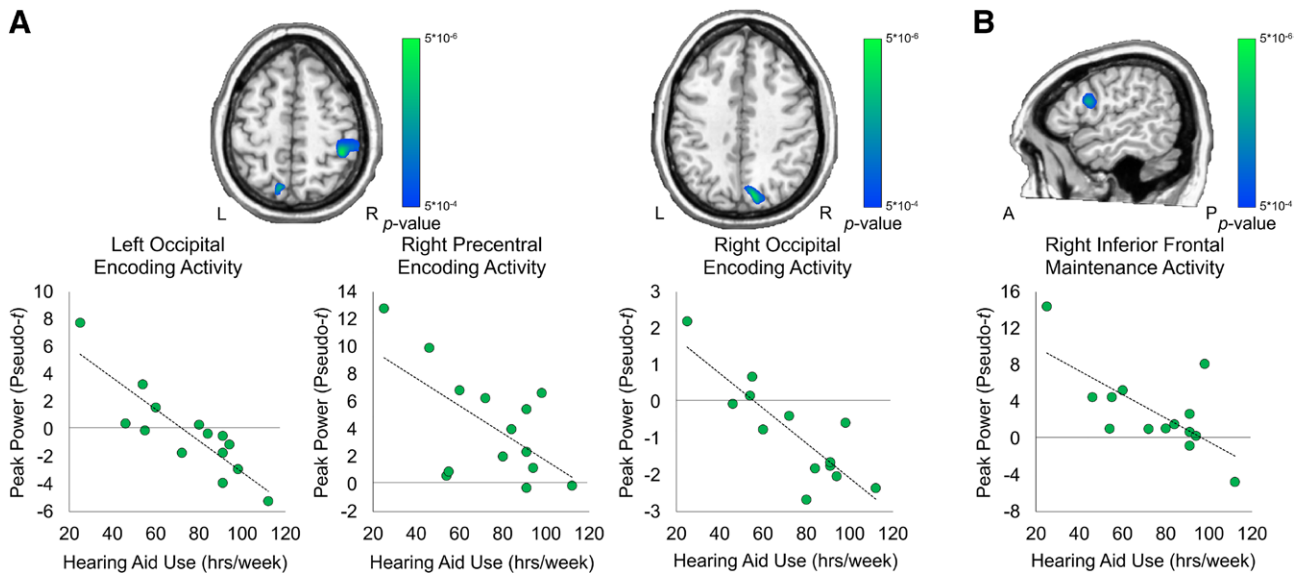 A
5*10⁻⁶
5*10⁻⁴
p-value
L
R
5*10⁻⁶
5*10⁻⁴
p-value
L
R
B
5*10⁻⁶
5*10⁻⁴
p-value
A
P
Left Occipital
Encoding Activity
Peak Power (Pseudo-t)
10
8
6
4
2
0
-2
-4
-6
20 40 60 80 100 120
Hearing Aid Use (hrs/week)
Right Precentral
Encoding Activity
Peak Power (Pseudo-t)
14
12
10
8
6
4
2
0
-2
20 40 60 80 100 120
Hearing Aid Use (hrs/week)
Right Occipital
Encoding Activity
Peak Power (Pseudo-t)
3
2
1
0
-1
-2
-3
20 40 60 80 100 120
Hearing Aid Use (hrs/week)
Right Inferior Frontal
Maintenance Activity
Peak Power (Pseudo-t)
16
12
8
4
0
-4
-8
20 40 60 80 100 120
Hearing Aid Use (hrs/week)